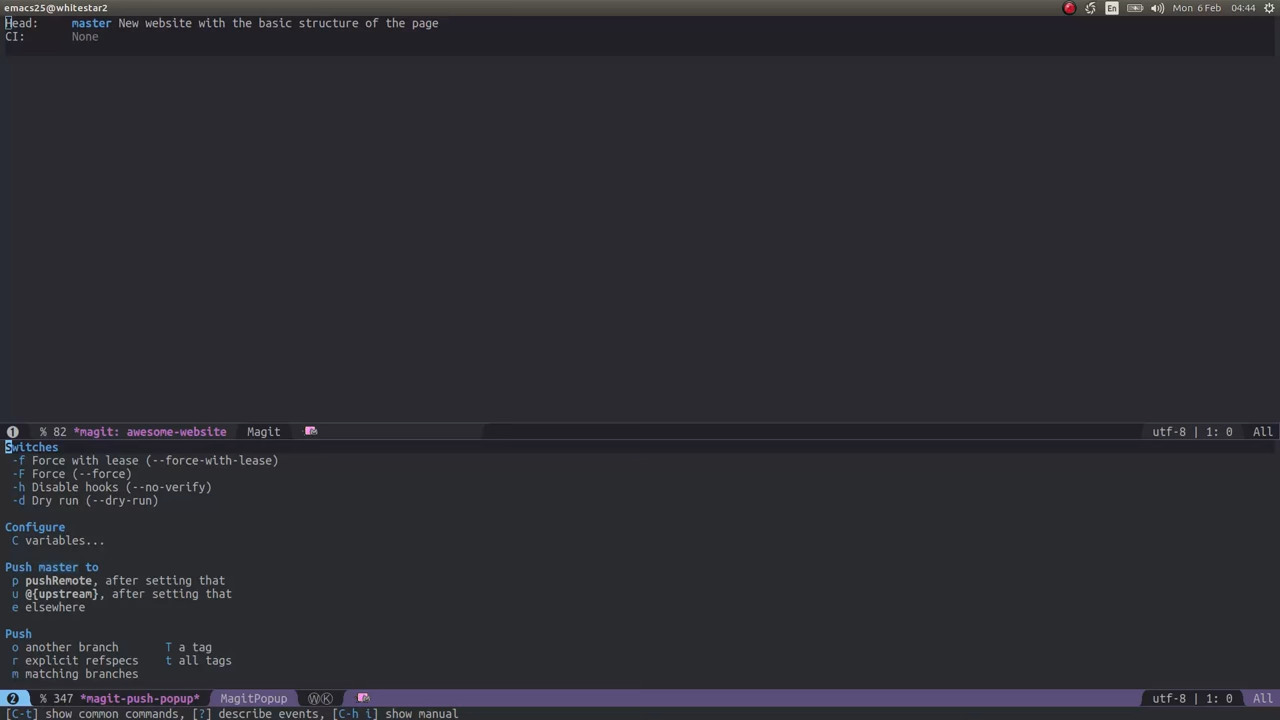 emacs25@whitestar2 En Mon 6 Feb 04:44
Head: master New website with the basic structure of the page
CI: None
1 % 82 *magit: awesome-website Magit utf-8 | 1: 0 All
Switches
-f Force with lease (--force-with-lease)
-F Force (--force)
-h Disable hooks (--no-verify)
-d Dry run (--dry-run)
Configure
C variables...
Push master to
p pushRemote, after setting that
u @{upstream}, after setting that
e elsewhere
Push
o another branch T a tag
r explicit refspecs t all tags
m matching branches
2 % 347 *magit-push-popup* MagitPopup ⓌⓀ utf-8 | 1: 0 All
[C-t] show common commands, [?] describe events, [C-h i] show manual